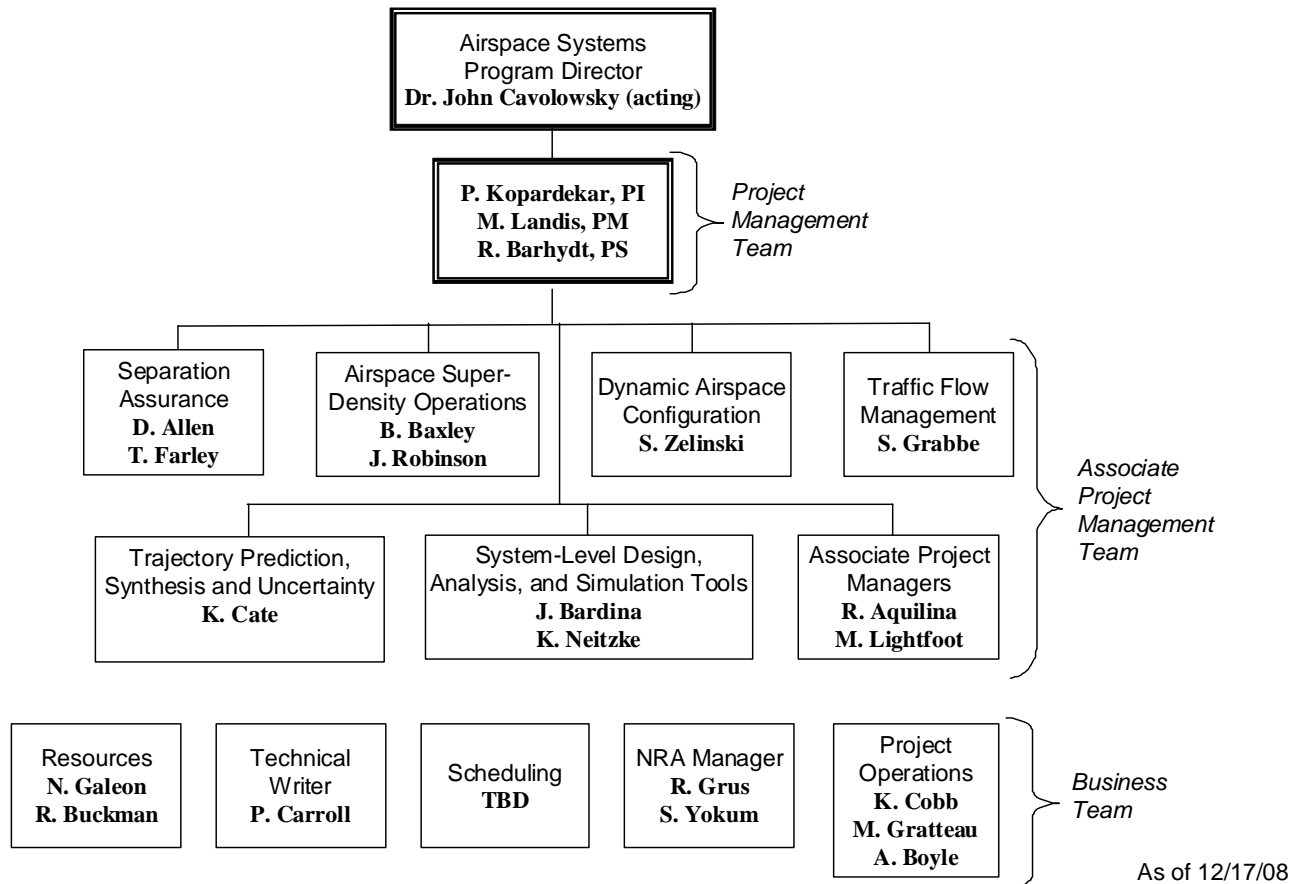 Airspace Systems
Program Director
Dr. John Cavolowsky (acting)
P. Kopardekar, PI
M. Landis, PM
R. Barhydt, PS
Project
Management
Team
Separation
Assurance
D. Allen
T. Farley
Airspace Super-
Density Operations
B. Baxley
J. Robinson
Dynamic Airspace
Configuration
S. Zelinski
Traffic Flow
Management
S. Grabbe
Trajectory Prediction,
Synthesis and Uncertainty
K. Cate
System-Level Design,
Analysis, and Simulation Tools
J. Bardina
K. Neitzke
Associate Project
Managers
R. Aquilina
M. Lightfoot
Associate
Project
Management
Team
Resources
N. Galeon
R. Buckman
Technical
Writer
P. Carroll
Scheduling
TBD
NRA Manager
R. Grus
S. Yokum
Project
Operations
K. Cobb
M. Gratteau
A. Boyle
Business
Team
As of 12/17/08